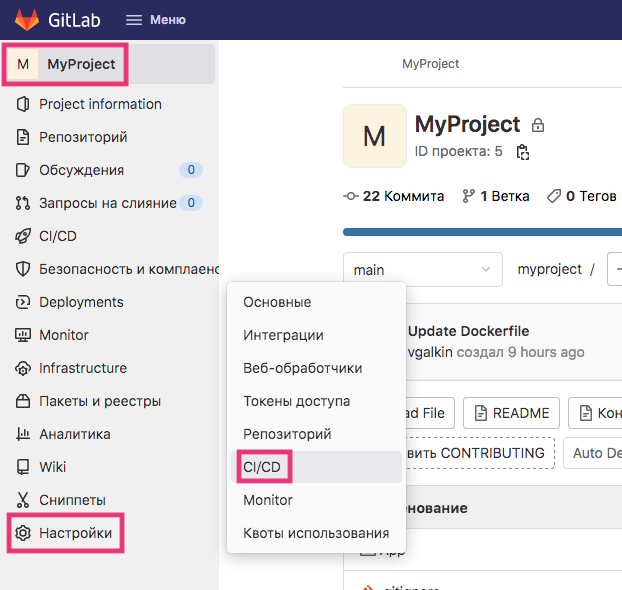 GitLab Меню
M MyProject
Project information
Репозиторий
Обсуждения 0
Запросы на слияние 0
CI/CD
Безопасность и комплаенс
Deployments
Monitor
Infrastructure
Пакеты и реестры
Аналитика
Wiki
Сниппеты
Настройки
Основные
Интеграции
Веб-обработчики
Токены доступа
Репозиторий
CI/CD
Monitor
Квоты использования
MyProject
M MyProject
ID проекта: 5
22 Коммита 1 Ветка 0 Тегов
main myproject /
Update Dockerfile
vgalkin создал 9 hours ago
ad File README Кон
вить CONTRIBUTING Auto De
нование
App
.gitignore